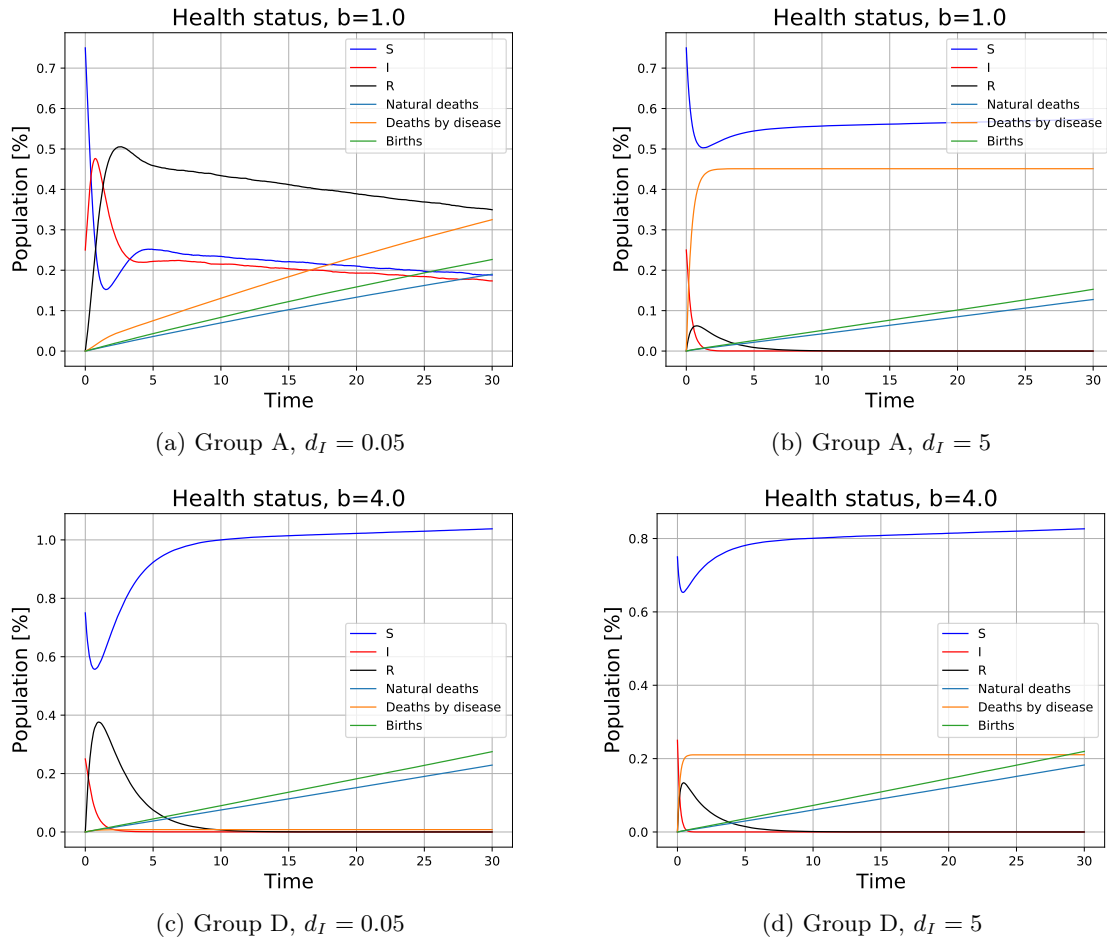 Health status, b=1.0
Population [%]
0.7
0.6
0.5
0.4
0.3
0.2
0.1
0.0
S
I
R
Natural deaths
Deaths by disease
Births
0 5 10 15 20 25 30
Time
(a) Group A, d_I = 0.05
Health status, b=1.0
Population [%]
0.7
0.6
0.5
0.4
0.3
0.2
0.1
0.0
S
I
R
Natural deaths
Deaths by disease
Births
0 5 10 15 20 25 30
Time
(b) Group A, d_I = 5
Health status, b=4.0
Population [%]
1.0
0.8
0.6
0.4
0.2
0.0
S
I
R
Natural deaths
Deaths by disease
Births
0 5 10 15 20 25 30
Time
(c) Group D, d_I = 0.05
Health status, b=4.0
Population [%]
0.8
0.6
0.4
0.2
0.0
S
I
R
Natural deaths
Deaths by disease
Births
0 5 10 15 20 25 30
Time
(d) Group D, d_I = 5